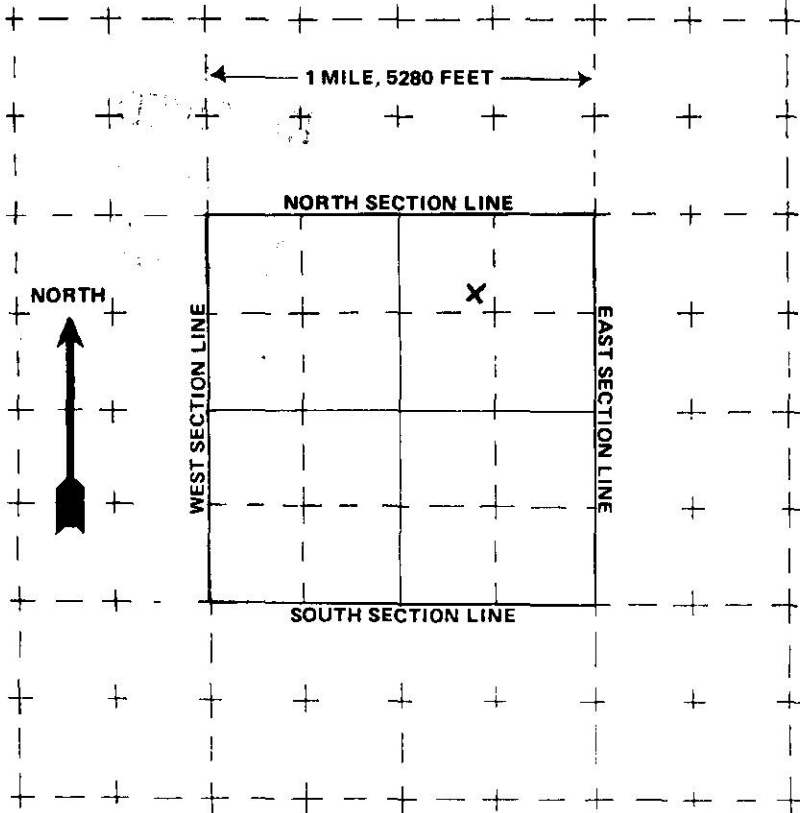 1 MILE, 5280 FEET
NORTH SECTION LINE
NORTH
WEST SECTION LINE
EAST SECTION LINE
SOUTH SECTION LINE
X